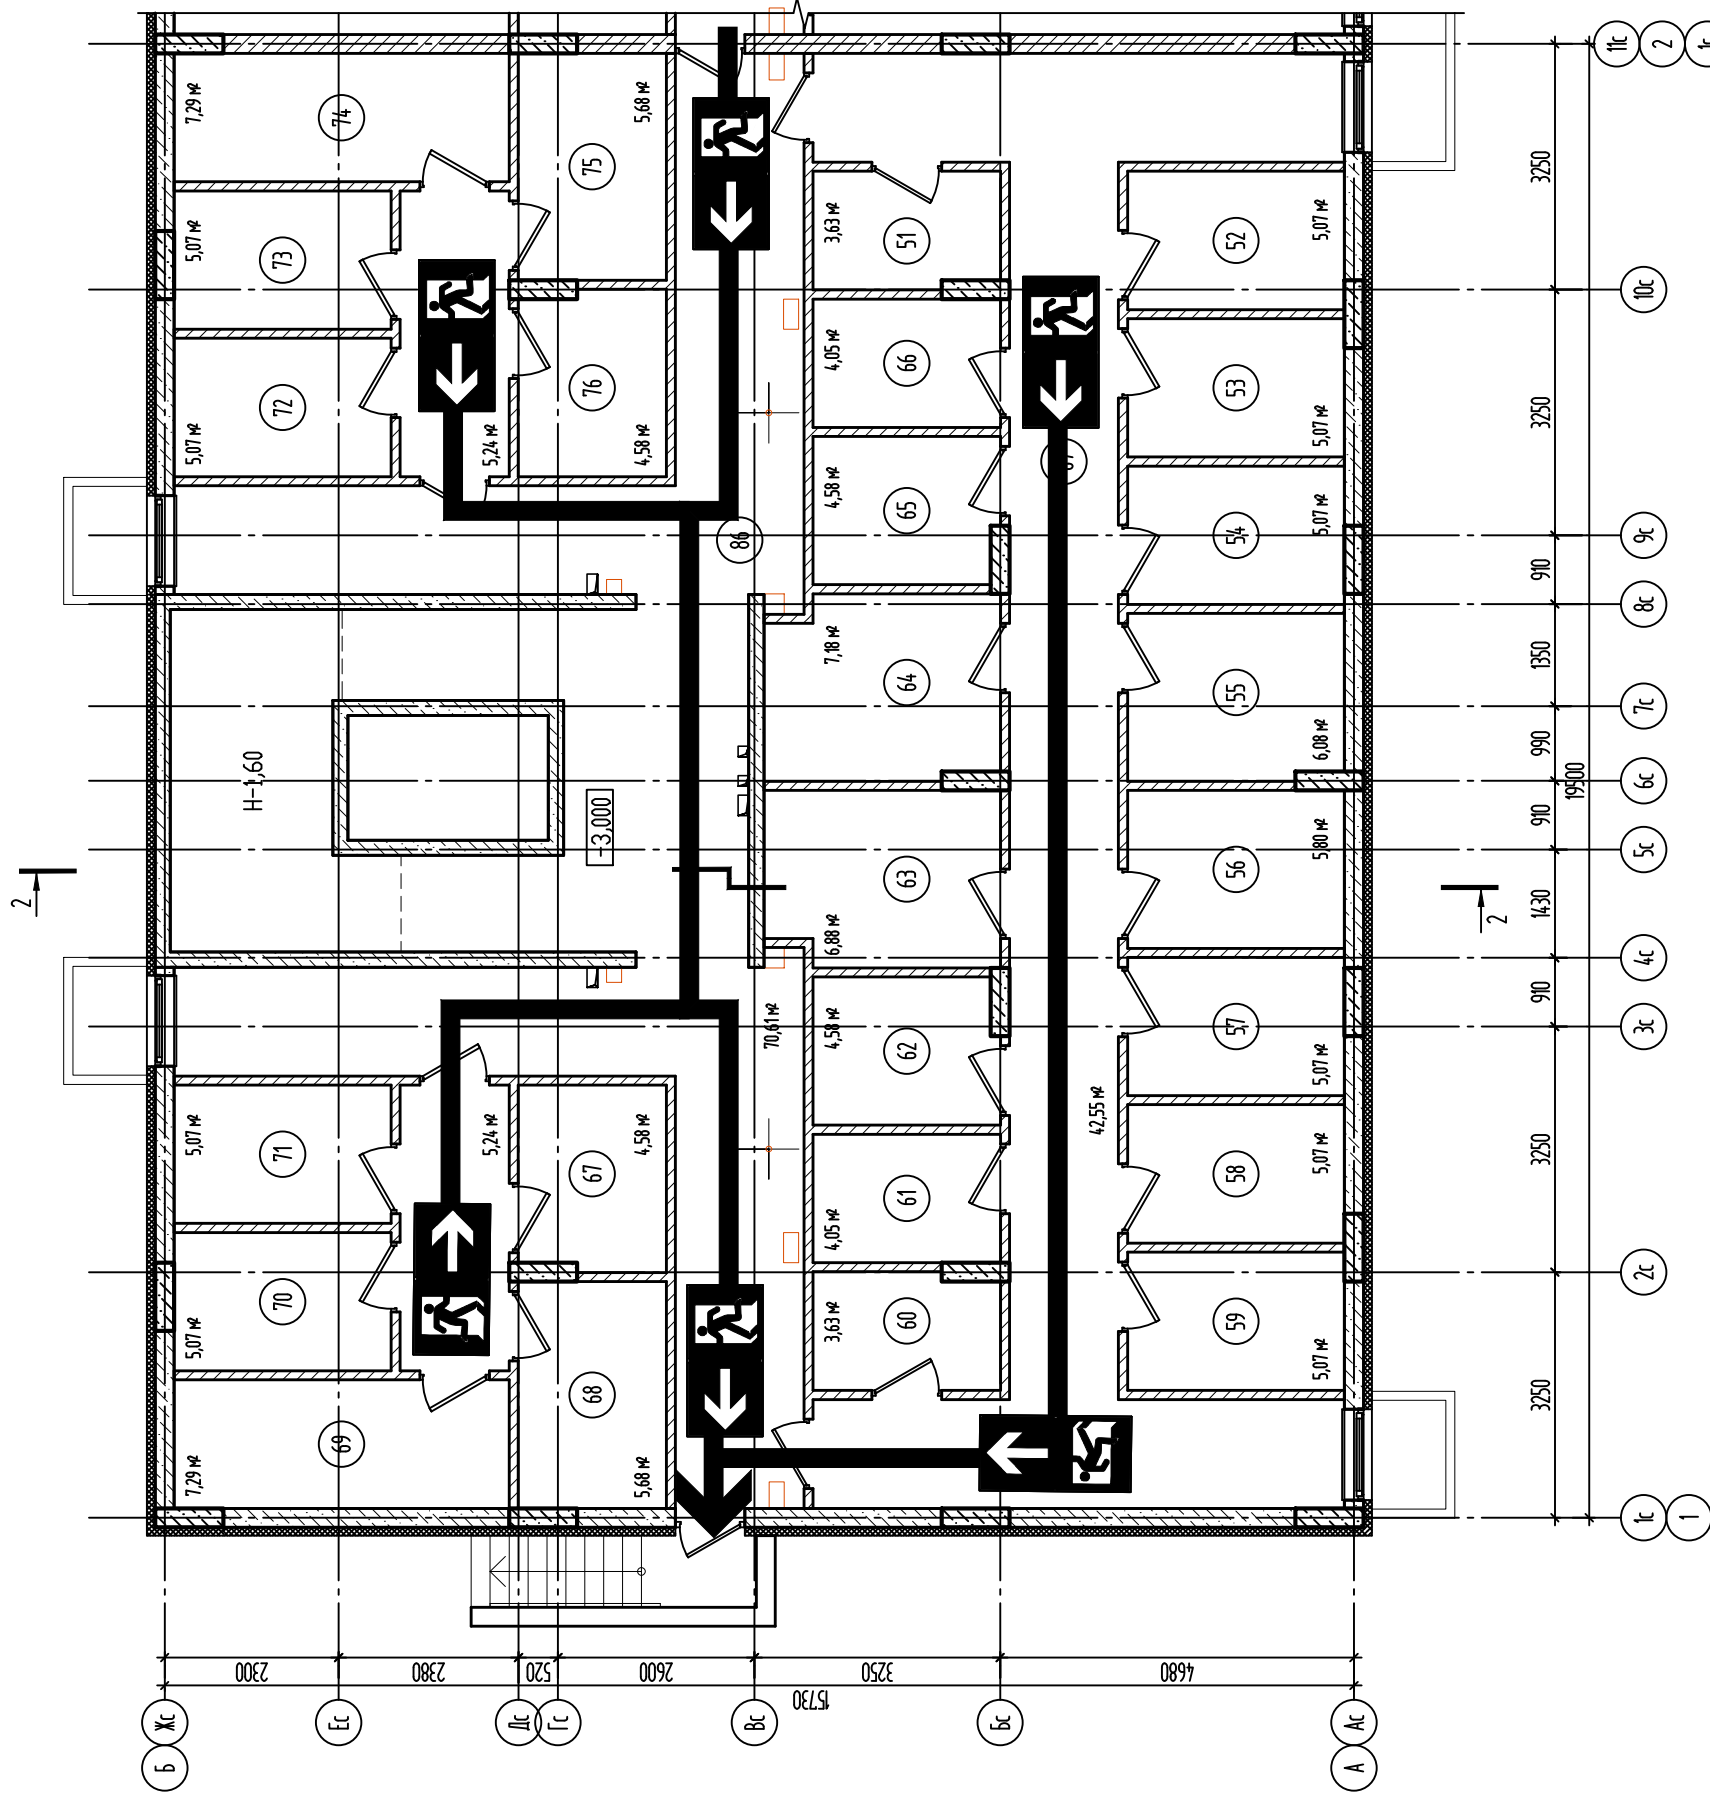 7,29 м²
74
5,68 м²
75
5,07 м²
73
3,63 м²
51
5,07 м²
52
72
5,07 м²
5,24 м²
76
4,58 м²
4,05 м²
66
53
5,07 м²
86
4,58 м²
65
54
5,07 м²
7,18 м²
64
55
6,08 м²
Н-1,60
-3,000
63
6,88 м²
56
5,80 м²
2
2
70,61 м²
4,58 м²
62
57
5,07 м²
42,55 м²
71
5,07 м²
5,24 м²
67
4,58 м²
61
4,05 м²
58
5,07 м²
70
5,07 м²
68
5,68 м²
60
3,63 м²
59
5,07 м²
69
7,29 м²
3250
3250
910
1350
990
910
1430
910
3250
3250
19500
11с
2
1с
10с
9с
8с
7с
6с
5с
4с
3с
2с
1с
1
2300
2380
520
2600
3250
4680
15730
Жс
Б
Ес
Дс
Гс
Вс
Бс
Ас
А